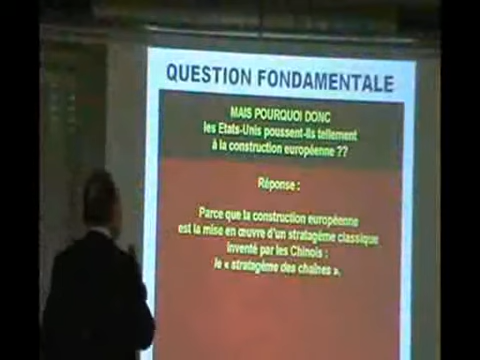 QUESTION FONDAMENTALE
MAIS POURQUOI DONC
les Etats-Unis poussent-ils tellement
à la construction européenne ??
Réponse :
Parce que la construction européenne
est la mise en œuvre d'un stratagème classique
inventé par les Chinois :
le « stratagème des chaînes ».